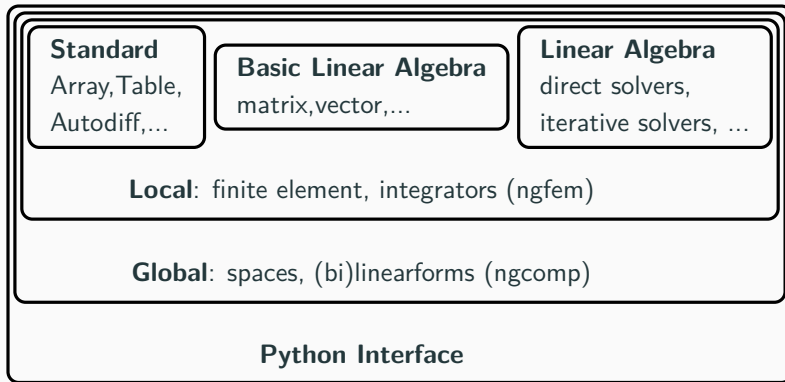 Standard
Array,Table,
Autodiff,...
Basic Linear Algebra
matrix,vector,...
Linear Algebra
direct solvers,
iterative solvers, ...
Local: finite element, integrators (ngfem)
Global: spaces, (bi)linearforms (ngcomp)
Python Interface